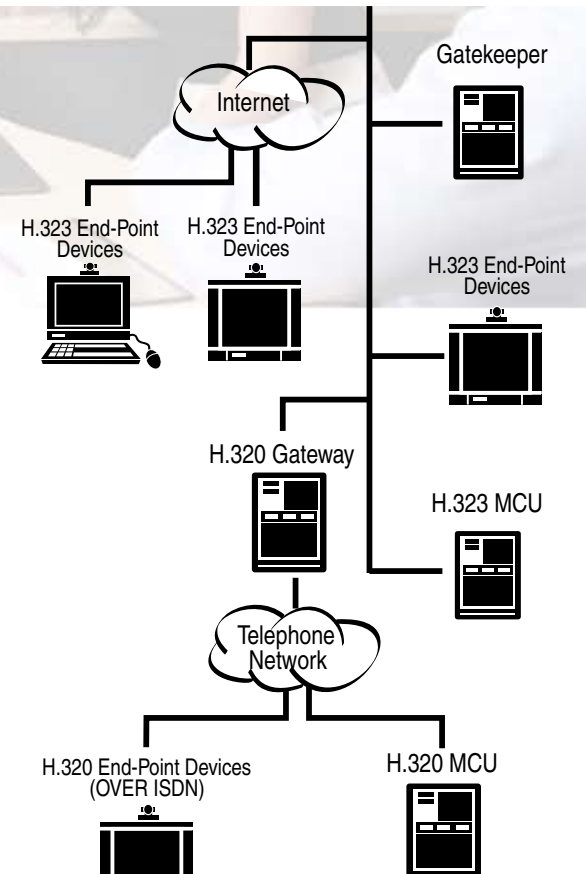 Gatekeeper
Internet
H.323 End-Point
Devices
H.323 End-Point
Devices
H.323 End-Point
Devices
H.320 Gateway
H.323 MCU
Telephone
Network
H.320 End-Point Devices
(OVER ISDN)
H.320 MCU